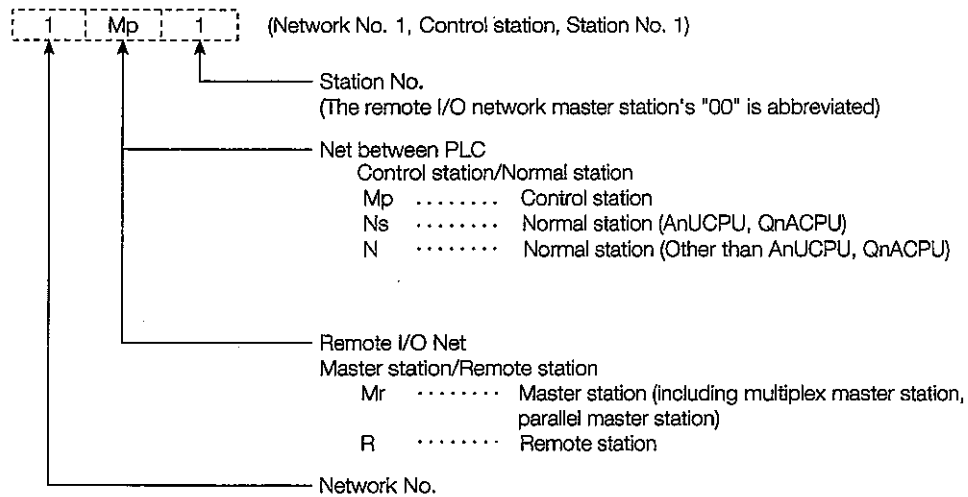 1 Mp 1 (Network No. 1, Control station, Station No. 1)
Station No.
(The remote I/O network master station's "00" is abbreviated)
Net between PLC
Control station/Normal station
Mp ........ Control station
Ns ........ Normal station (AnUCPU, QnACPU)
N ........ Normal station (Other than AnUCPU, QnACPU)
Remote I/O Net
Master station/Remote station
Mr ........ Master station (including multiplex master station,
parallel master station)
R ........ Remote station
Network No.